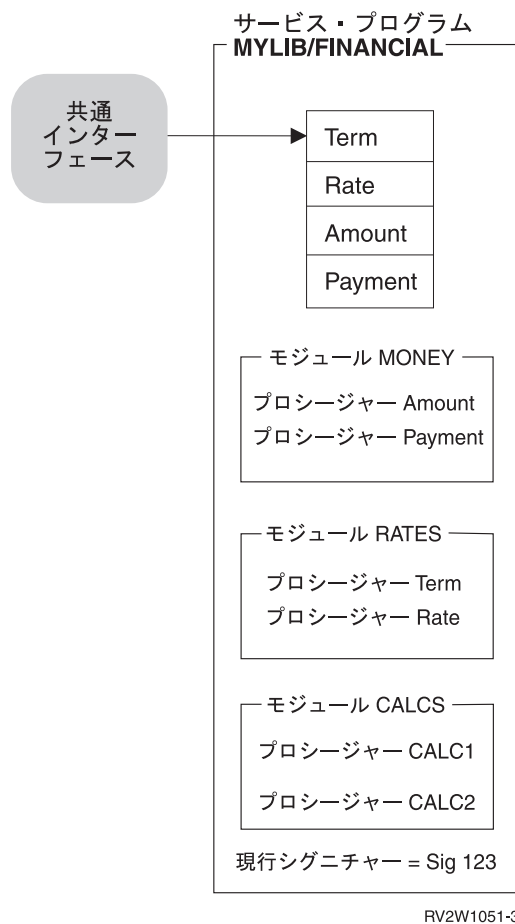 サービス・プログラム
MYLIB/FINANCIAL
共通
インター
フェース
Term
Rate
Amount
Payment
モジュール MONEY
プロシージャー Amount
プロシージャー Payment
モジュール RATES
プロシージャー Term
プロシージャー Rate
モジュール CALCS
プロシージャー CALC1
プロシージャー CALC2
現行シグニチャー = Sig 123
RV2W1051-3